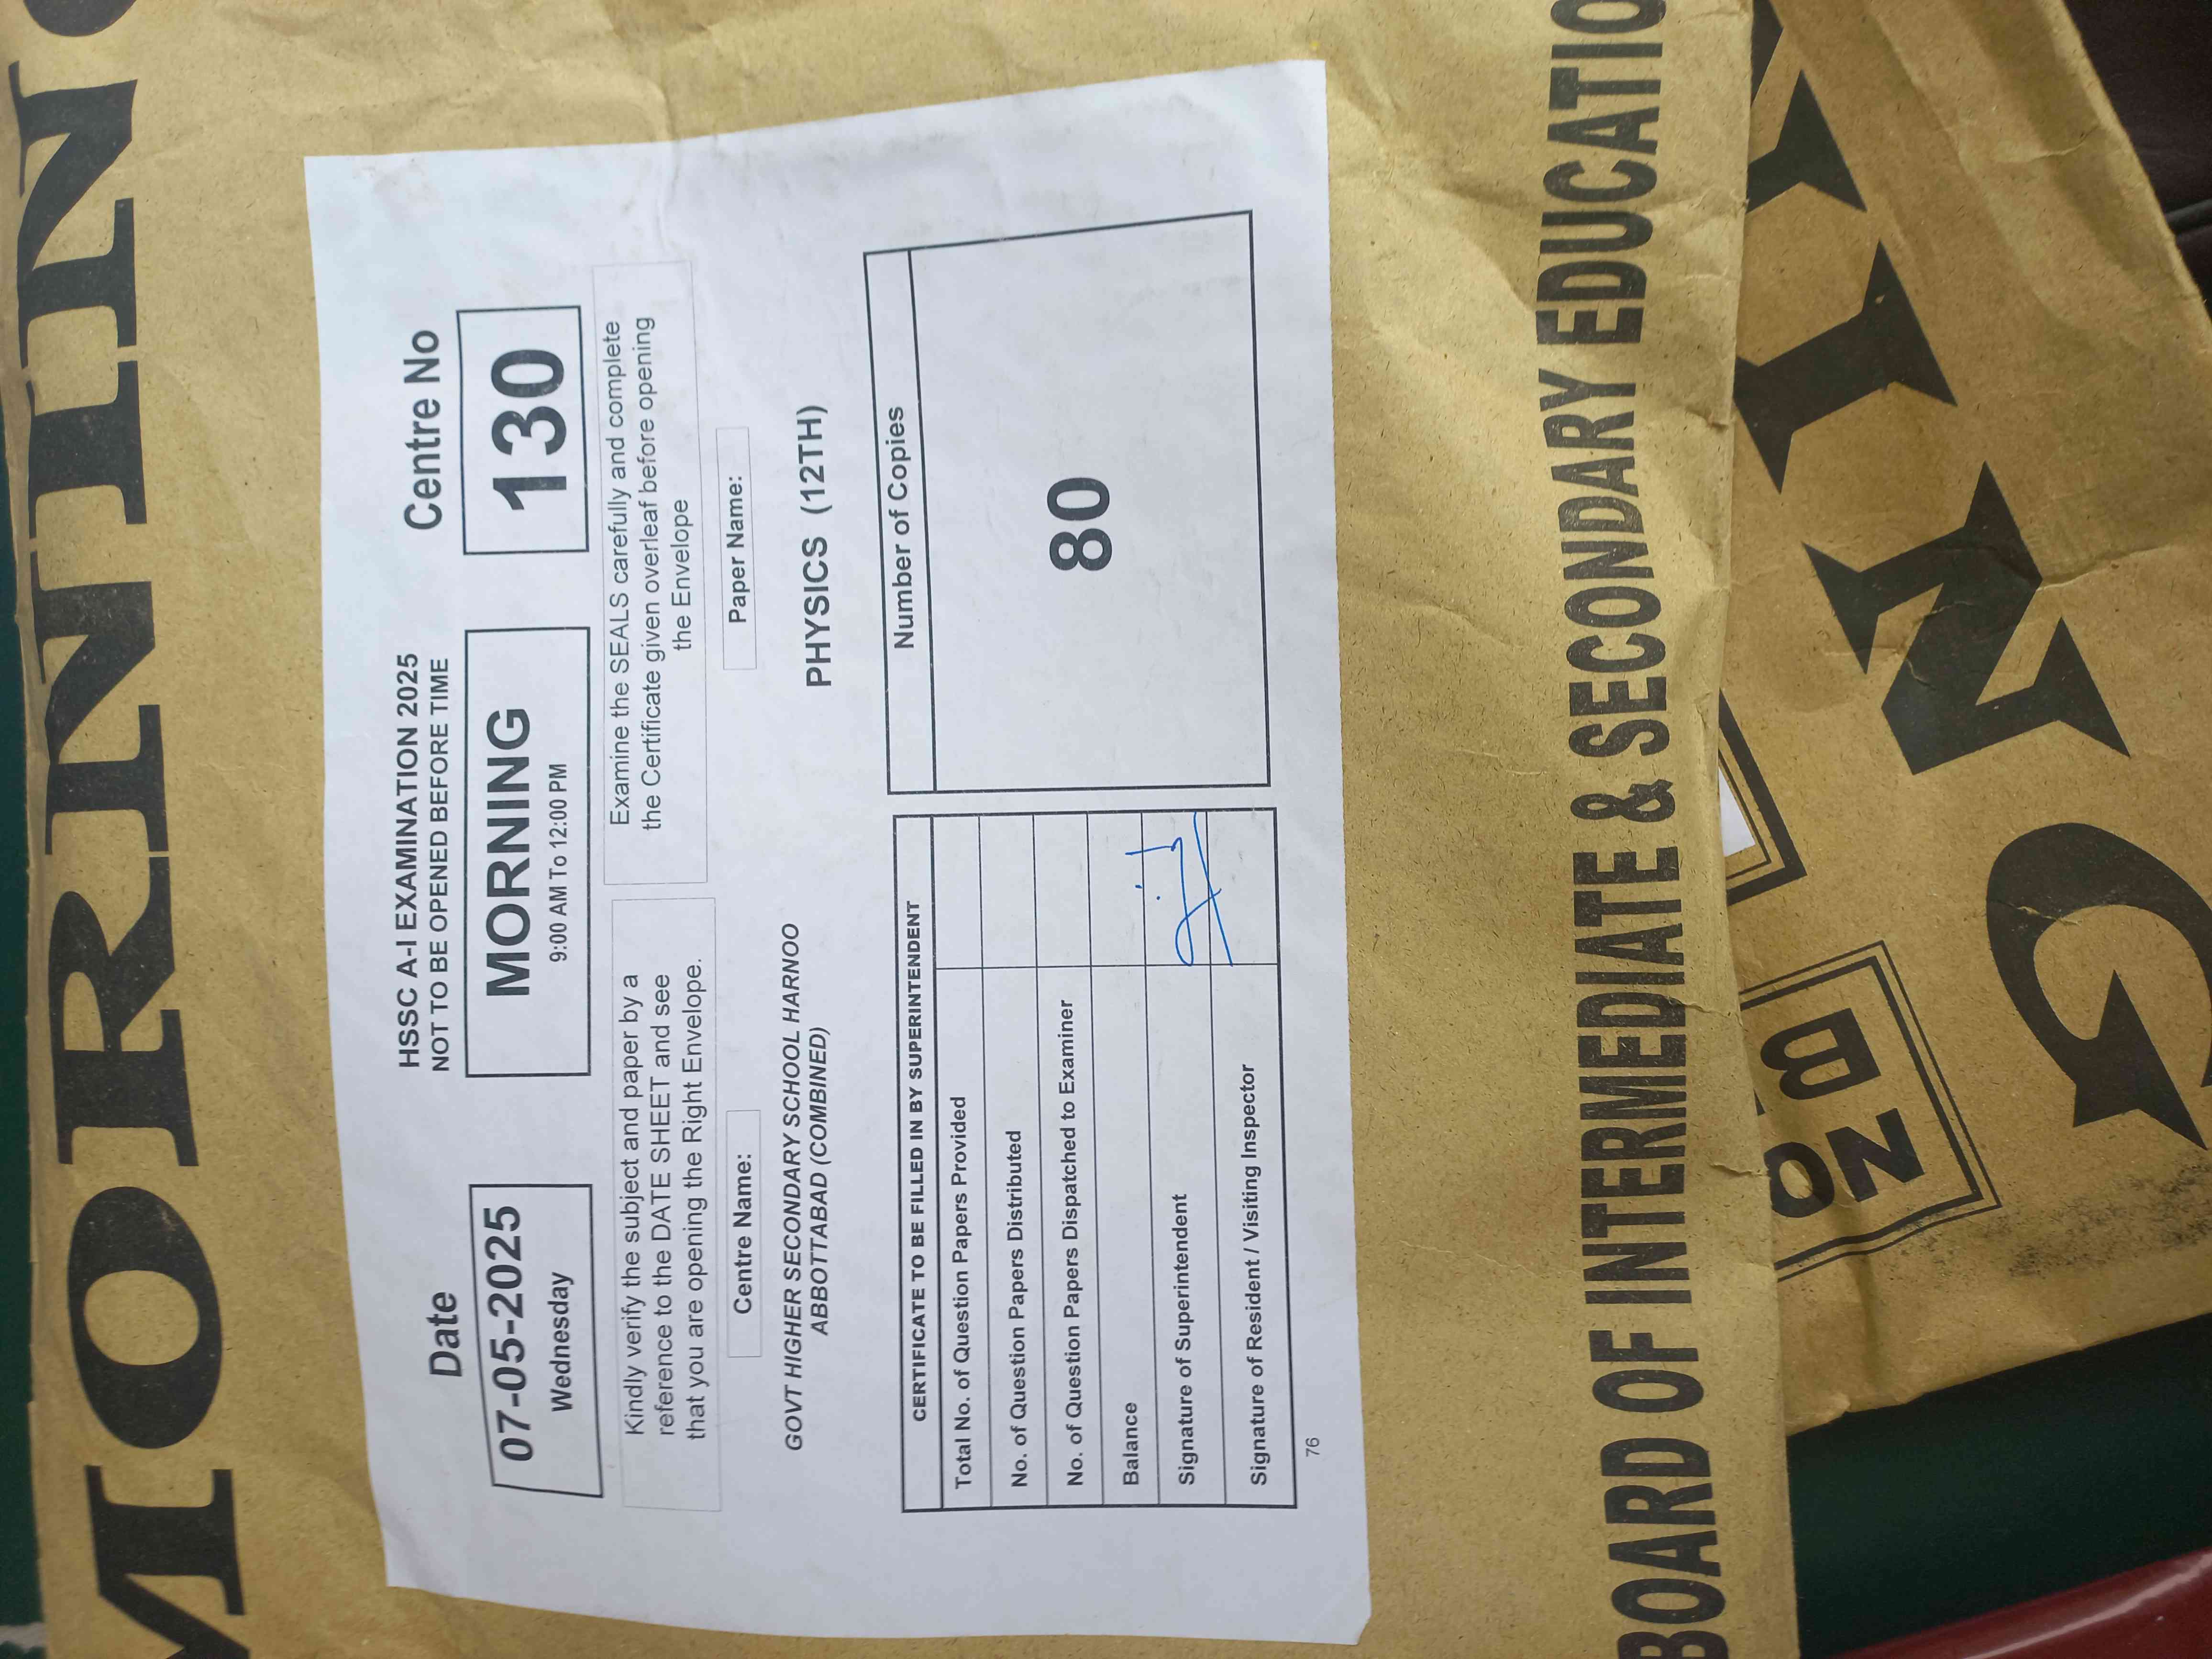 MORNIN
HSSC A-I EXAMINATION 2025
NOT TO BE OPENED BEFORE TIME
Date
07-05-2025
Wednesday
MORNING
9:00 AM To 12:00 PM
Centre No
130
Kindly verify the subject and paper by a
reference to the DATE SHEET and see
that you are opening the Right Envelope.
Examine the SEALS carefully and complete
the Certificate given overleaf before opening
the Envelope
Centre Name:
GOVT HIGHER SECONDARY SCHOOL HARNOO
ABBOTTABAD (COMBINED)
Paper Name:
PHYSICS (12TH)
CERTIFICATE TO BE FILLED IN BY SUPERINTENDENT
Total No. of Question Papers Provided
No. of Question Papers Distributed
No. of Question Papers Dispatched to Examiner
Balance
Signature of Superintendent
Signature of Resident / Visiting Inspector
Number of Copies
80
76
BOARD OF INTERMEDIATE & SECONDARY EDUCATIO
NING
NO
B